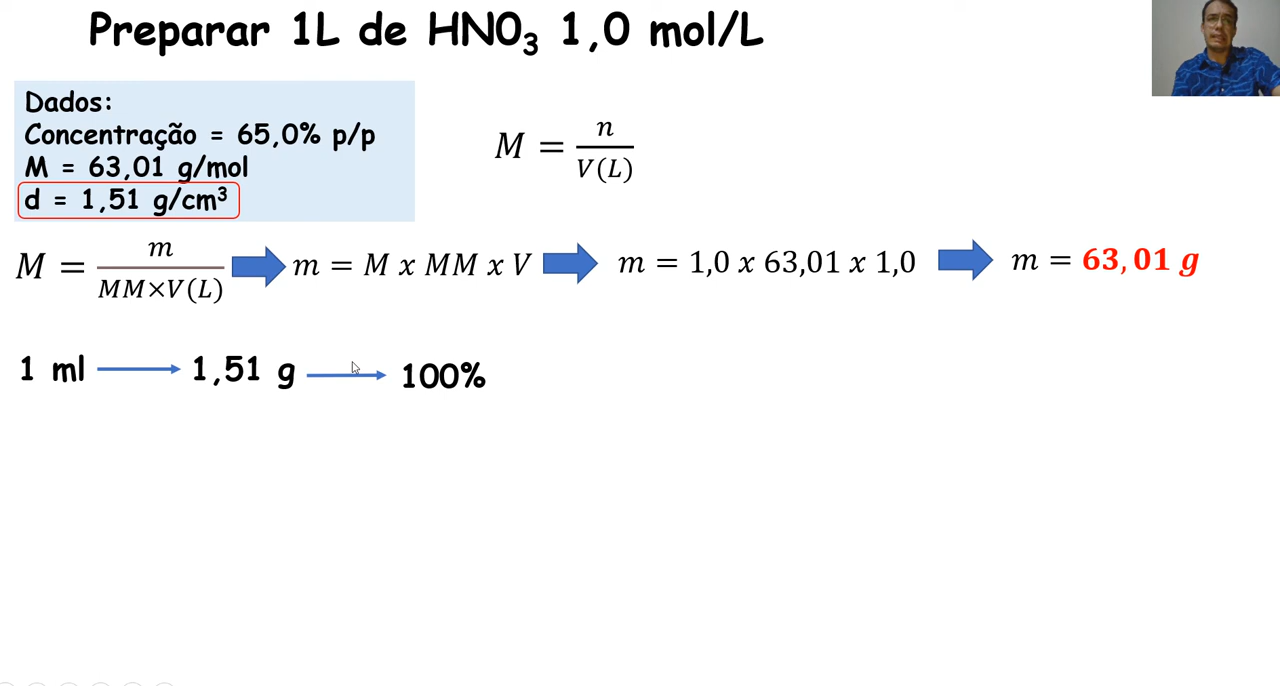 Preparar 1L de HNO₃ 1,0 mol/L
Dados:
Concentração = 65,0% p/p
M = 63,01 g/mol
d = 1,51 g/cm³
M = n / V(L)
M = m / MM×V(L)
m = M x MM x V
m = 1,0 x 63,01 x 1,0
m = 63,01 g
1 ml
1,51 g
100%